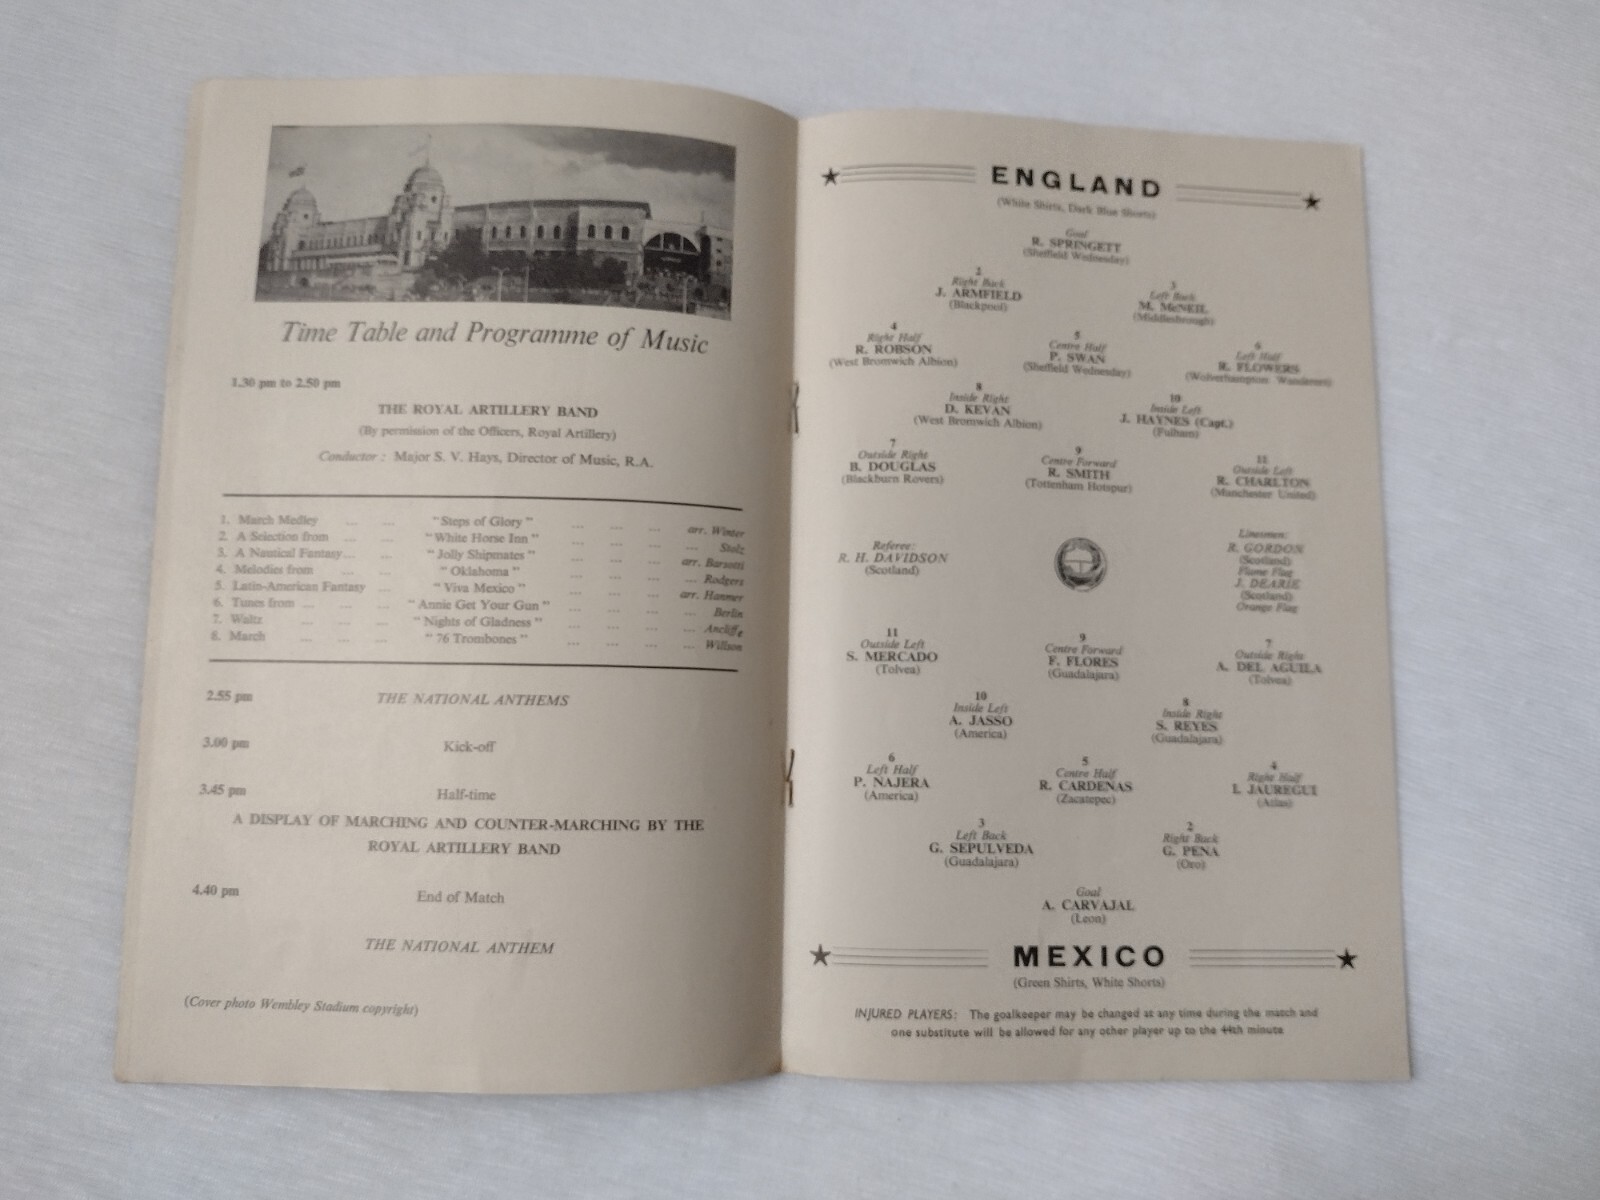 Time Table and Programme of Music
1.30 pm to 2.50 pm
THE ROYAL ARTILLERY BAND
(By permission of the Officers, Royal Artillery)
Conductor : Major S. V. Hays, Director of Music, R.A.
1. March Medley ... ... "Steps of Glory" ... ... ... arr. Winter
2. A Selection from ... ... "White Horse Inn" ... ... ... ... Stolz
3. A Nautical Fantasy... ... "Jolly Shipmates" ... ... ... arr. Barsotti
4. Melodies from ... ... "Oklahoma" ... ... ... ... Rodgers
5. Latin-American Fantasy ... "Viva Mexico" ... ... ... arr. Hanmer
6. Tunes from ... ... ... "Annie Get Your Gun" ... ... ... ... Berlin
7. Waltz ... ... ... "Nights of Gladness" ... ... ... ... Ancliffe
8. March ... ... ... "76 Trombones" ... ... ... ... Willson
2.55 pm THE NATIONAL ANTHEMS
3.00 pm Kick-off
3.45 pm Half-time
A DISPLAY OF MARCHING AND COUNTER-MARCHING BY THE
ROYAL ARTILLERY BAND
4.40 pm End of Match
THE NATIONAL ANTHEM
(Cover photo Wembley Stadium copyright)
ENGLAND
(White Shirts, Dark Blue Shorts)
Goal
R. SPRINGETT
(Sheffield Wednesday)
2 3
Right Back Left Back
J. ARMFIELD M. McNEIL
(Blackpool) (Middlesbrough)
4 5 6
Right Half Centre Half Left Half
R. ROBSON P. SWAN R. FLOWERS
(West Bromwich Albion) (Sheffield Wednesday) (Wolverhampton Wanderers)
8 10
Inside Right Inside Left
D. KEVAN J. HAYNES (Capt.)
(West Bromwich Albion) (Fulham)
7 9 11
Outside Right Centre Forward Outside Left
B. DOUGLAS R. SMITH R. CHARLTON
(Blackburn Rovers) (Tottenham Hotspur) (Manchester United)
Referee:
R. H. DAVIDSON
(Scotland)
Linesmen:
R. GORDON
(Scotland)
Flame Flag
J. DEARIE
(Scotland)
Orange Flag
11 9 7
Outside Left Centre Forward Outside Right
S. MERCADO F. FLORES A. DEL AGUILA
(Tolvea) (Guadalajara) (Tolvea)
10 8
Inside Left Inside Right
A. JASSO S. REYES
(America) (Guadalajara)
6 5 4
Left Half Centre Half Right Half
P. NAJERA R. CARDENAS I. JAUREGUI
(America) (Zacatepec) (Atlas)
3 2
Left Back Right Back
G. SEPULVEDA G. PENA
(Guadalajara) (Oro)
Goal
A. CARVAJAL
(Leon)
MEXICO
(Green Shirts, White Shorts)
INJURED PLAYERS: The goalkeeper may be changed at any time during the match and
one substitute will be allowed for any other player up to the 44th minute